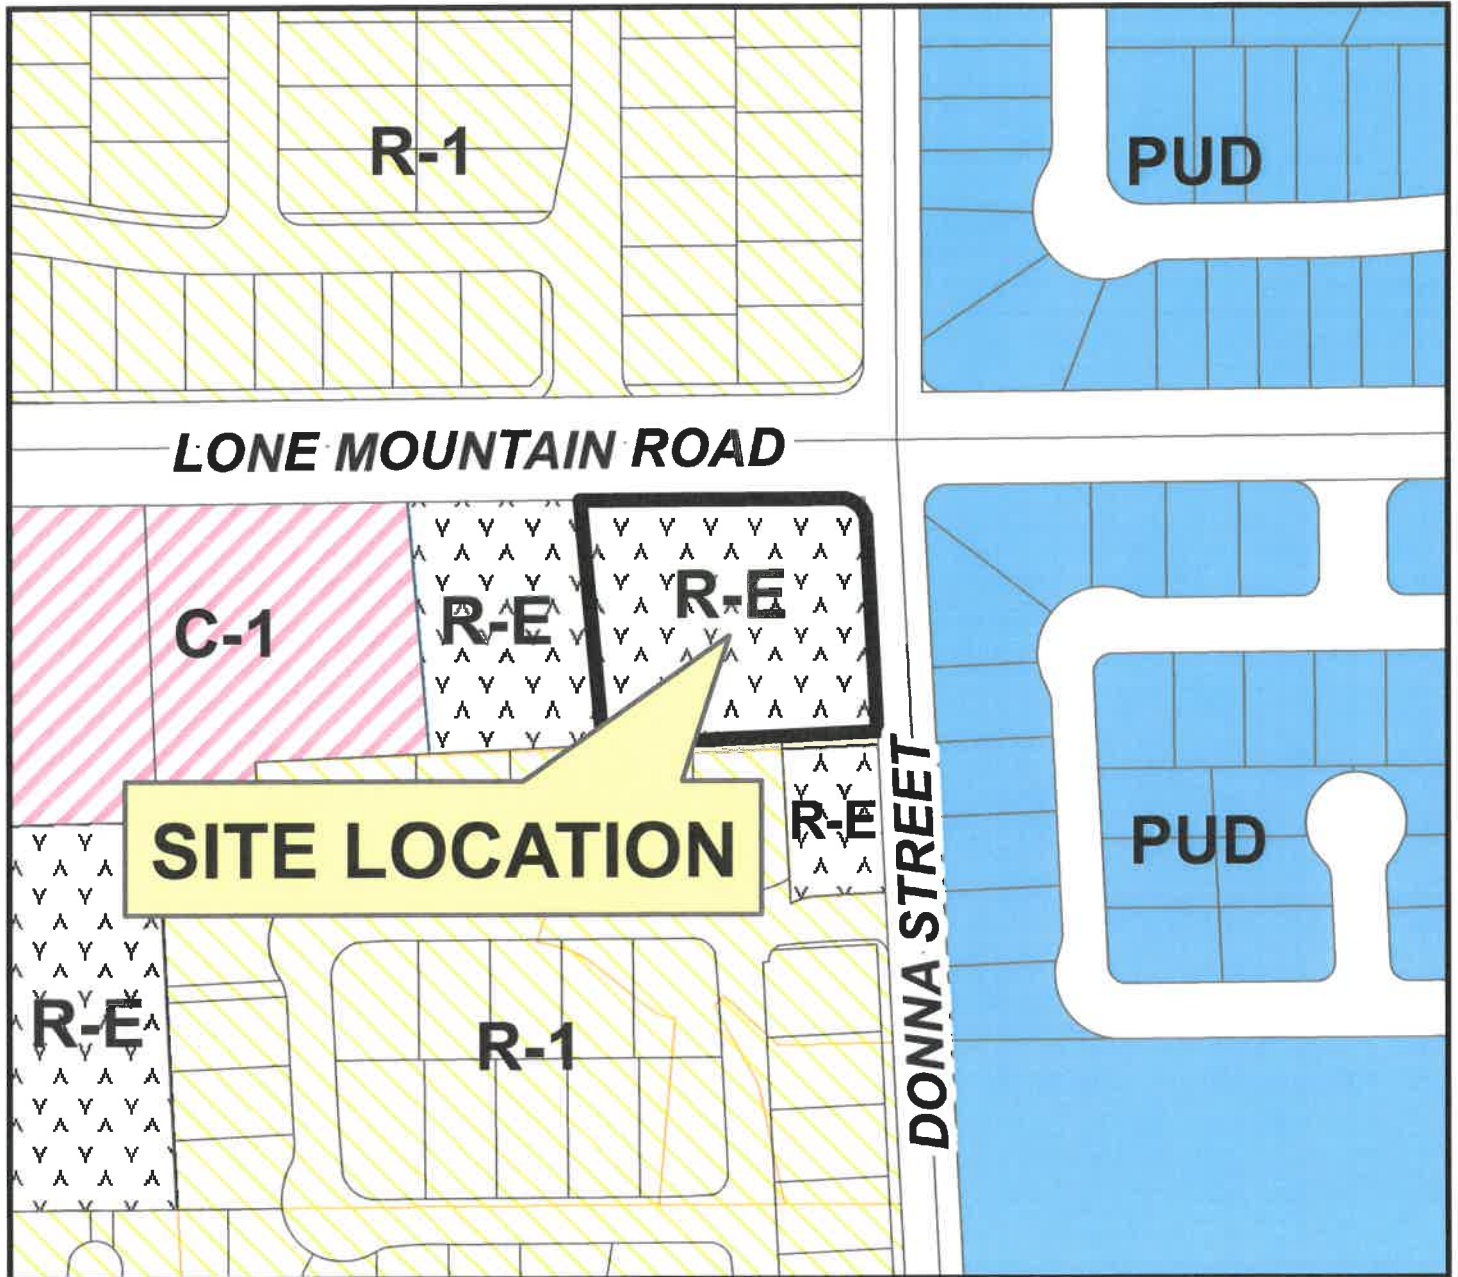 R-1
PUD
LONE MOUNTAIN ROAD
C-1
R-E
R-E
SITE LOCATION
R-E
DONNA STREET
PUD
R-E
R-1